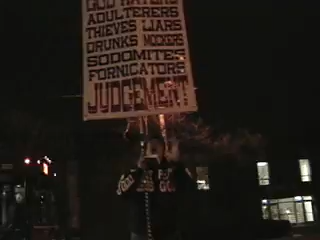 GOD HATERS
ADULTERERS
THIEVES LIARS
DRUNKS MOCKERS
SODOMITES
FORNICATORS
JUDGEMENT